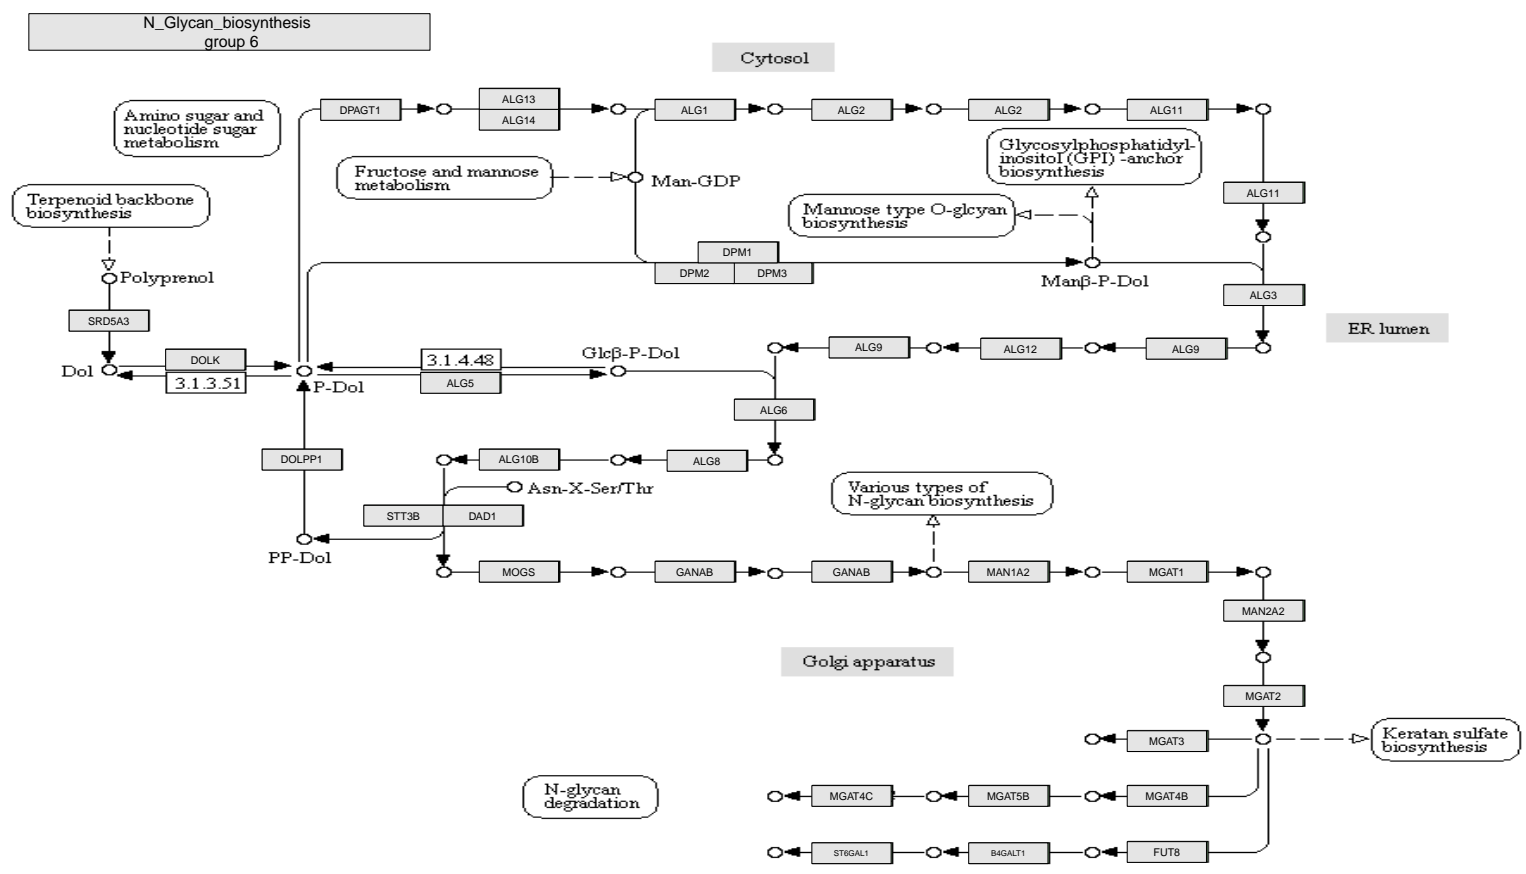 N_Glycan_biosynthesis
group 6
Cytosol
DPAGT1
ALG13
ALG14
ALG1
ALG2
ALG2
ALG11
Amino sugar and
nucleotide sugar
metabolism
Fructose and mannose
metabolism
Man-GDP
Glycosylphosphatidyl-
inositol (GPI) -anchor
biosynthesis
Terpenoid backbone
biosynthesis
Mannose type O-glcyan
biosynthesis
ALG11
DPM1
DPM2
DPM3
Polyprenol
Manβ-P-Dol
ALG3
SRD5A3
ER lumen
DOLK
3.1.4.48
Glcβ-P-Dol
ALG9
ALG12
ALG9
Dol
3.1.3.51
P-Dol
ALG5
ALG6
DOLPP1
ALG10B
ALG8
Asn-X-Ser/Thr
Various types of
N-glycan biosynthesis
STT3B
DAD1
PP-Dol
MOGS
GANAB
GANAB
MAN1A2
MGAT1
MAN2A2
Golgi apparatus
MGAT2
MGAT3
Keratan sulfate
biosynthesis
N-glycan
degradation
MGAT4C
MGAT5B
MGAT4B
ST6GAL1
B4GALT1
FUT8